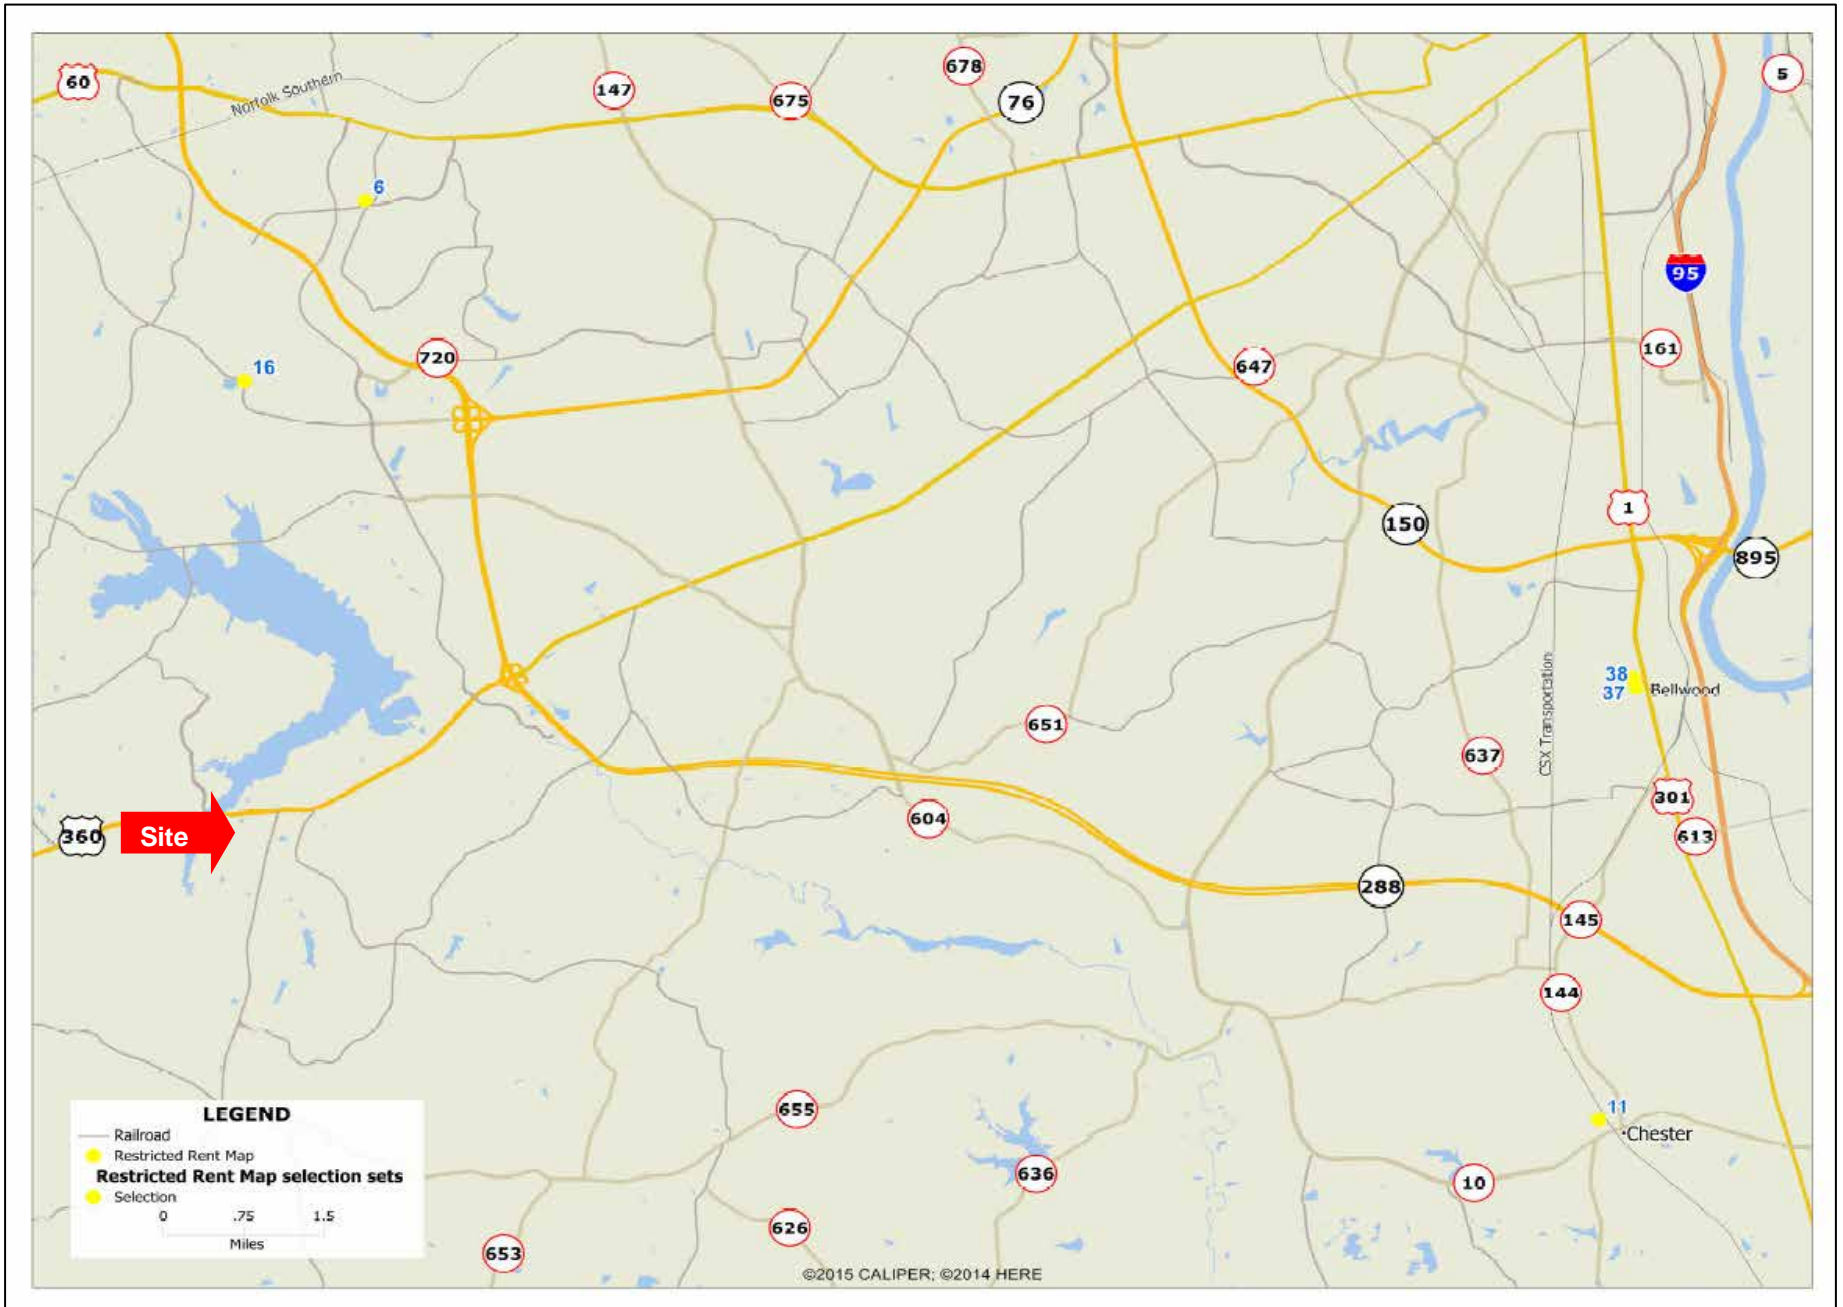 60
Norfolk Southern
147
675
678
76
5
6
95
16
720
647
161
1
150
895
38
37
Bellwood
CSX Transportation
651
637
301
613
360
Site
604
288
145
144
11
Chester
655
636
10
626
653
LEGEND
Railroad
Restricted Rent Map
Restricted Rent Map selection sets
Selection
0 .75 1.5
Miles
©2015 CALIPER; ©2014 HERE